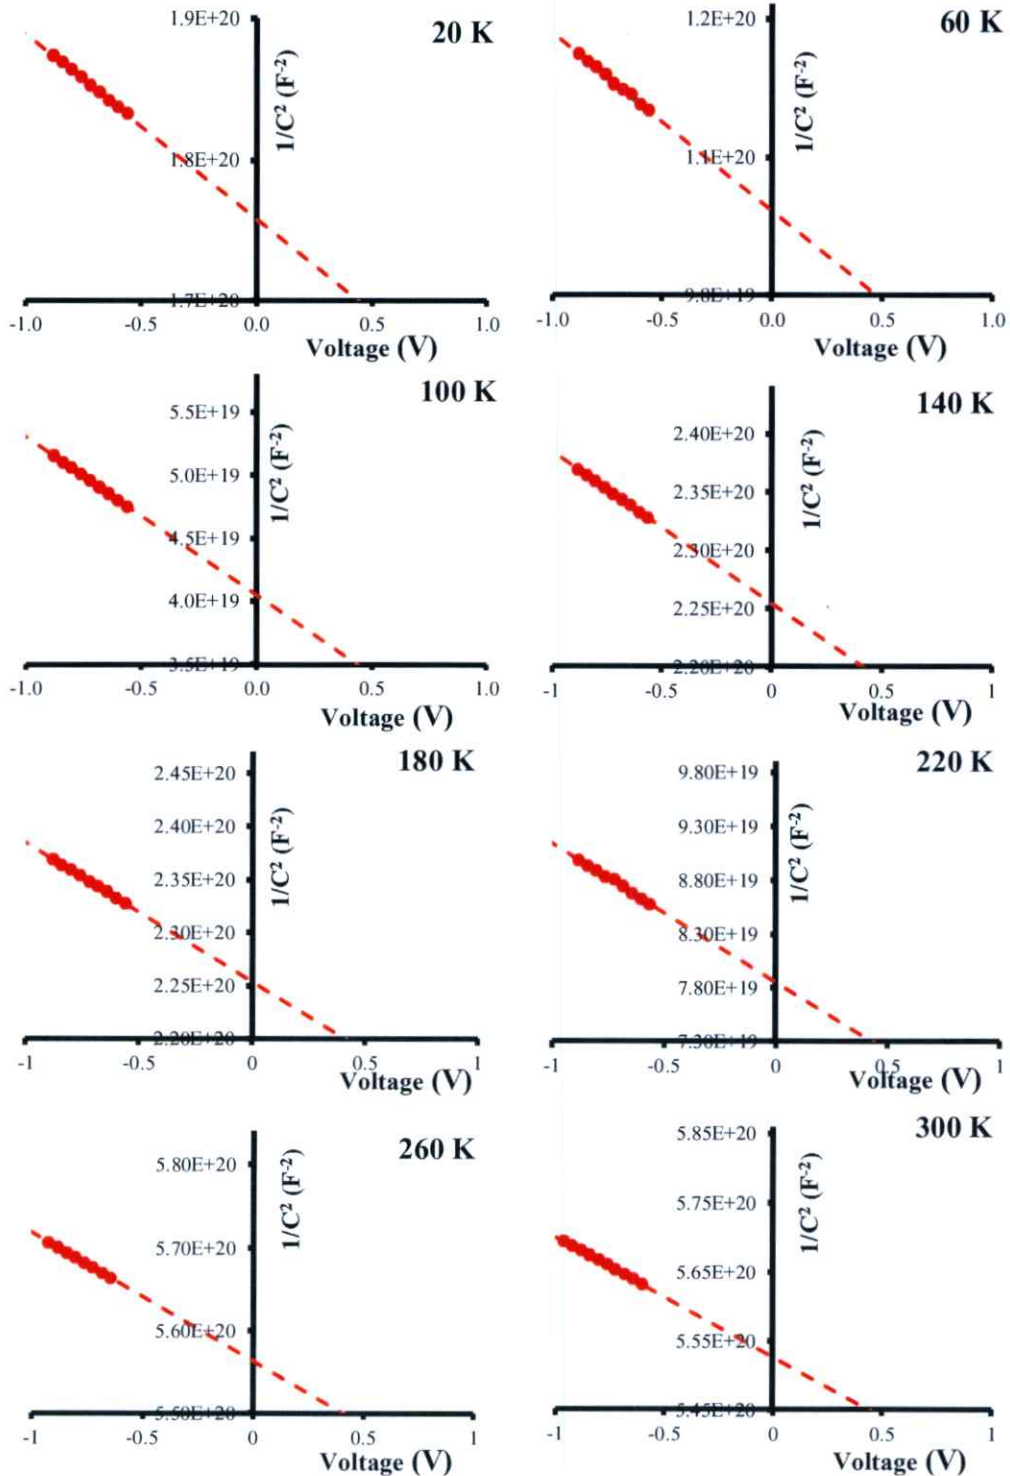 20 K
1/C² (F⁻²)
1.9E+20
1.8E+20
1.7E+20
-1.0 -0.5 0.0 0.5 1.0
Voltage (V)
60 K
1/C² (F⁻²)
1.2E+20
1.1E+20
9.8E+19
-1.0 -0.5 0.0 0.5 1.0
Voltage (V)
100 K
1/C² (F⁻²)
5.5E+19
5.0E+19
4.5E+19
4.0E+19
3.5E+19
-1.0 -0.5 0.0 0.5 1.0
Voltage (V)
140 K
1/C² (F⁻²)
2.40E+20
2.35E+20
2.30E+20
2.25E+20
2.20E+20
-1 -0.5 0 0.5 1
Voltage (V)
180 K
1/C² (F⁻²)
2.45E+20
2.40E+20
2.35E+20
2.30E+20
2.25E+20
2.20E+20
-1 -0.5 0 0.5 1
Voltage (V)
220 K
1/C² (F⁻²)
9.80E+19
9.30E+19
8.80E+19
8.30E+19
7.80E+19
7.30E+19
-1 -0.5 0 0.5 1
Voltage (V)
260 K
1/C² (F⁻²)
5.80E+20
5.70E+20
5.60E+20
5.50E+20
-1 -0.5 0 0.5 1
Voltage (V)
300 K
1/C² (F⁻²)
5.85E+20
5.75E+20
5.65E+20
5.55E+20
5.45E+20
-1 -0.5 0 0.5 1
Voltage (V)